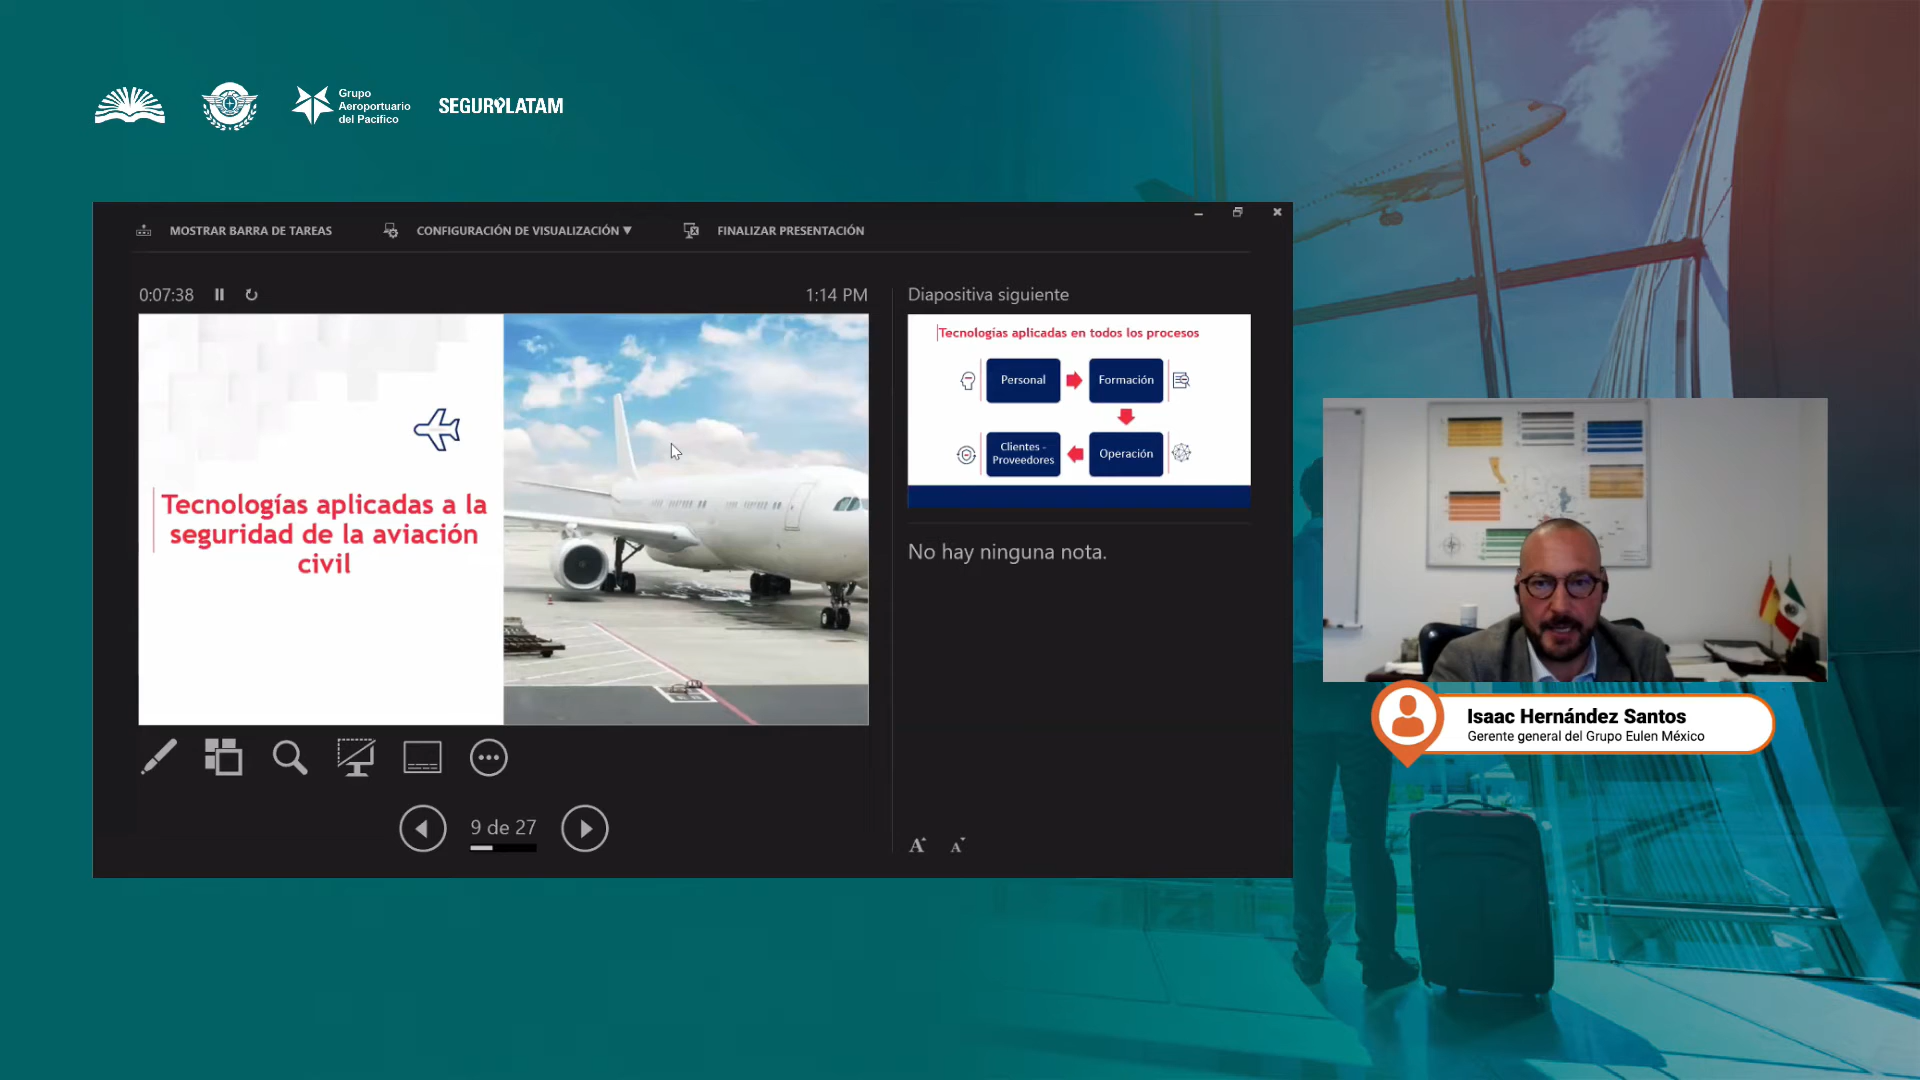 Grupo
Aeroportuario
del Pacífico
SEGURILATAM
MOSTRAR BARRA DE TAREAS
CONFIGURACIÓN DE VISUALIZACIÓN ▼
FINALIZAR PRESENTACIÓN
0:07:38
1:14 PM
Tecnologías aplicadas a la
seguridad de la aviación
civil
Diapositiva siguiente
Tecnologías aplicadas en todos los procesos
Personal
Formación
Clientes -
Proveedores
Operación
No hay ninguna nota.
9 de 27
A A
Isaac Hernández Santos
Gerente general del Grupo Eulen México